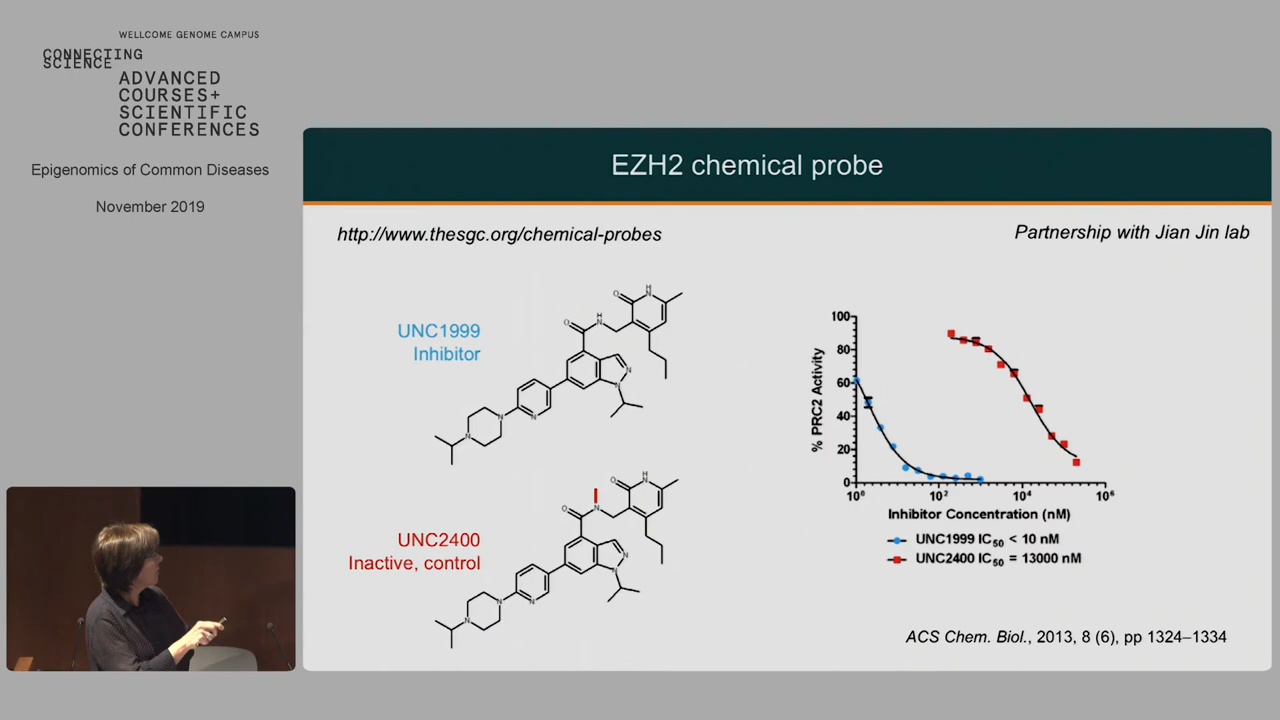 WELLCOME GENOME CAMPUS
CONNECTING
SCIENCE
ADVANCED
COURSES+
SCIENTIFIC
CONFERENCES
Epigenomics of Common Diseases
November 2019
EZH2 chemical probe
http://www.thesgc.org/chemical-probes
Partnership with Jian Jin lab
UNC1999
Inhibitor
O
H
N
O
H
N
N
N
N
N
N
UNC2400
Inactive, control
O
H
N
O
N
N
N
N
N
N
% PRC2 Activity
100
80
60
40
20
0
10⁰
10²
10⁴
10⁶
Inhibitor Concentration (nM)
UNC1999 IC₅₀ < 10 nM
UNC2400 IC₅₀ = 13000 nM
ACS Chem. Biol., 2013, 8 (6), pp 1324–1334